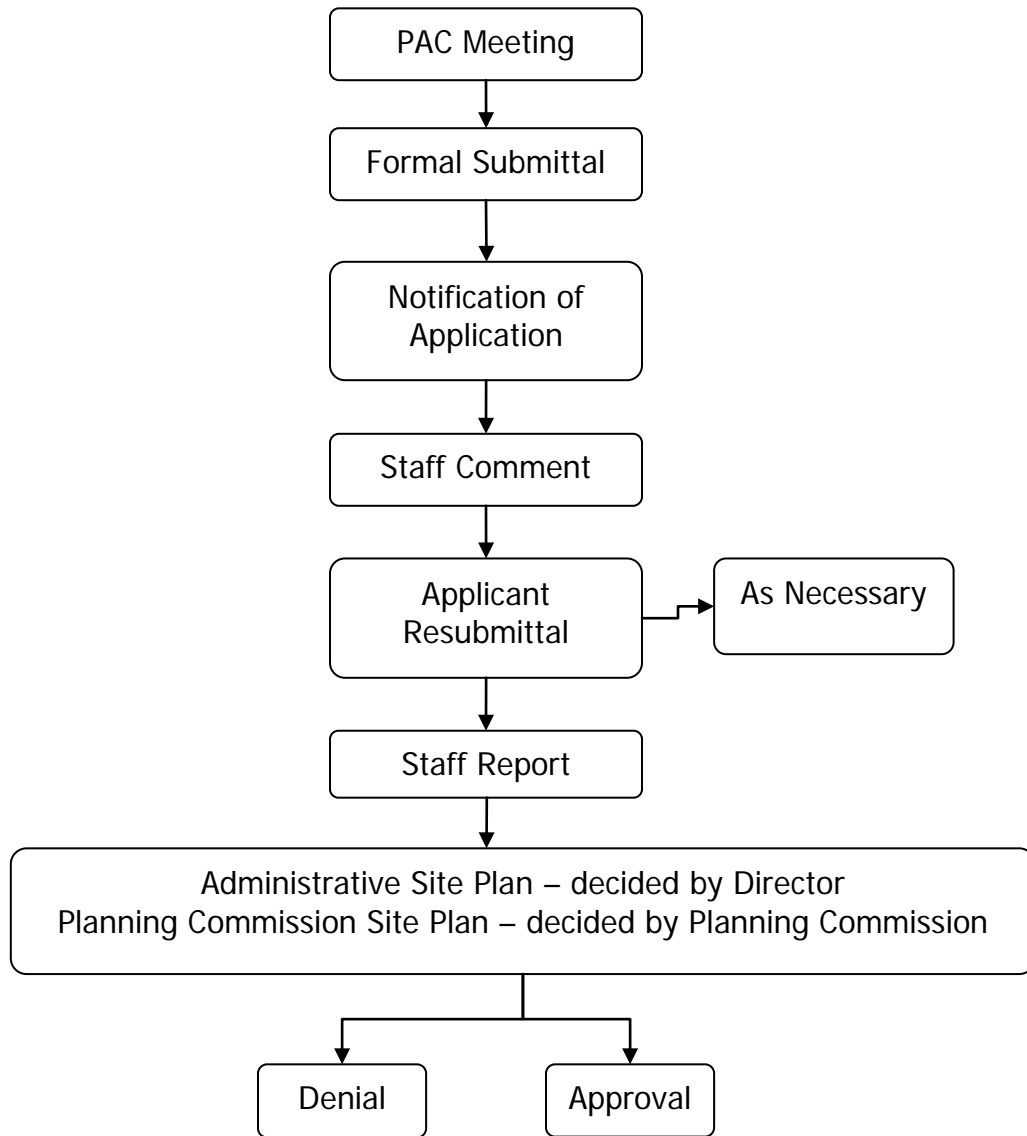 PAC Meeting
Formal Submittal
Notification of
Application
Staff Comment
Applicant
Resubmittal
As Necessary
Staff Report
Administrative Site Plan – decided by Director
Planning Commission Site Plan – decided by Planning Commission
Denial
Approval